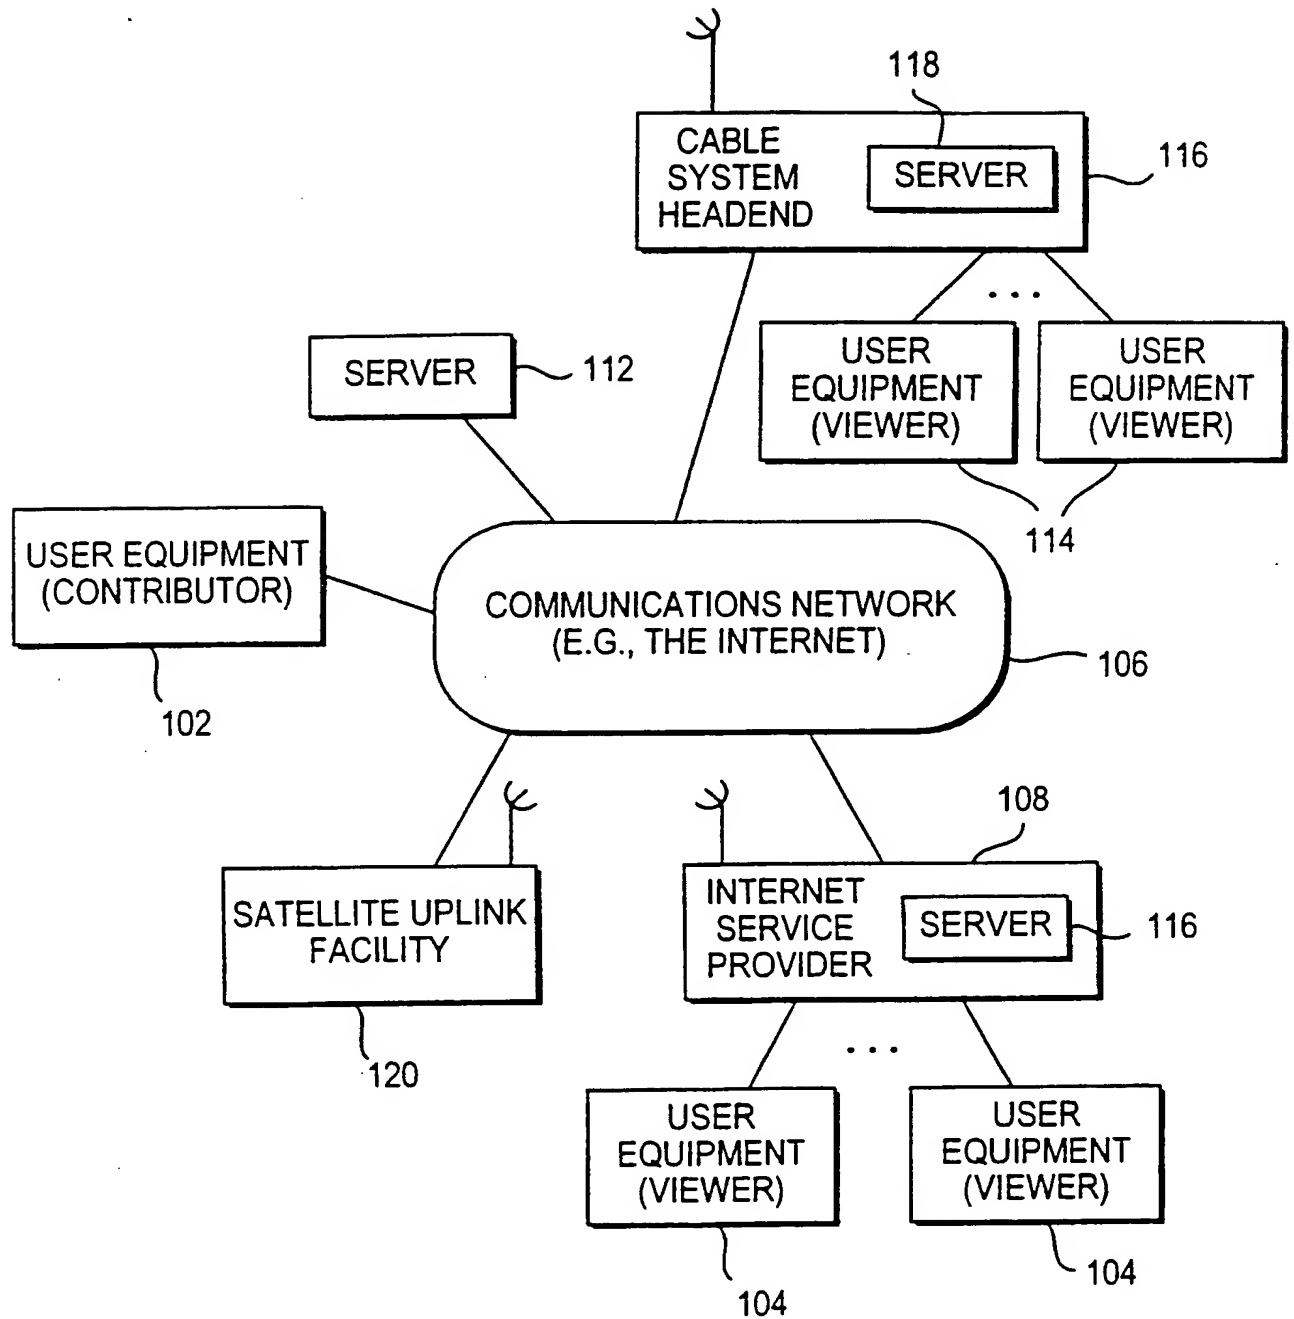 118
CABLE
SYSTEM
HEADEND
SERVER
116
SERVER
112
USER
EQUIPMENT
(VIEWER)
USER
EQUIPMENT
(VIEWER)
114
USER EQUIPMENT
(CONTRIBUTOR)
102
COMMUNICATIONS NETWORK
(E.G., THE INTERNET)
106
SATELLITE UPLINK
FACILITY
120
108
INTERNET
SERVICE
PROVIDER
SERVER
116
USER
EQUIPMENT
(VIEWER)
104
USER
EQUIPMENT
(VIEWER)
104